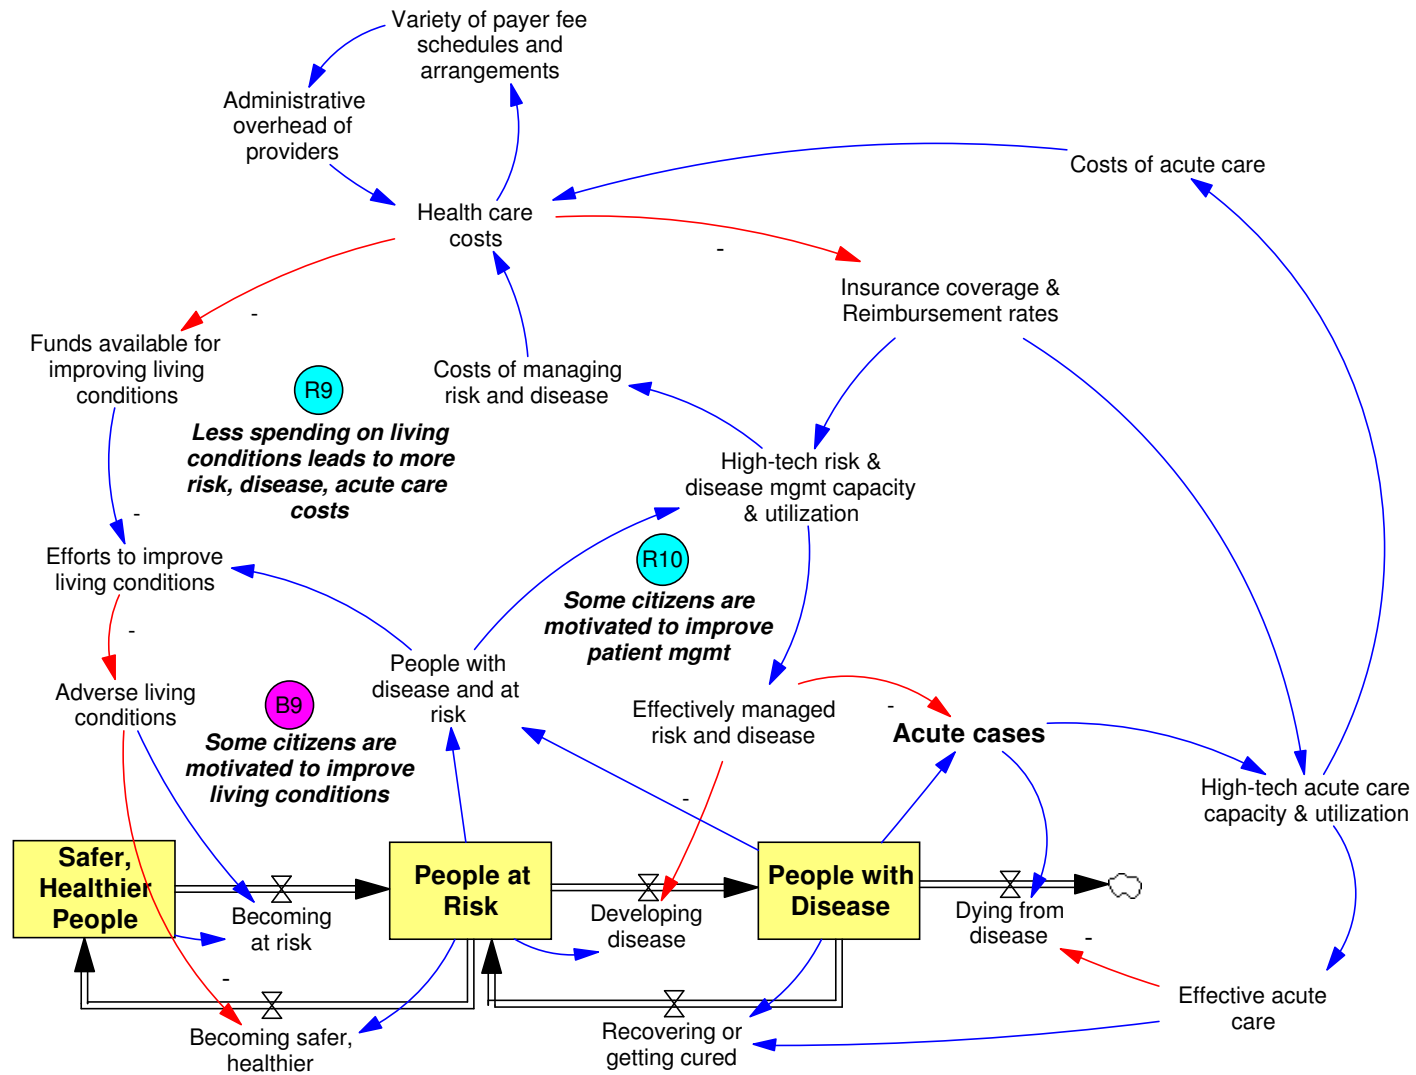 Variety of payer fee
schedules and
arrangements
Administrative
overhead of
providers
Costs of acute care
Health care
costs
-
Insurance coverage &
Reimbursement rates
-
Funds available for
improving living
conditions
Costs of managing
risk and disease
R9
Less spending on living
conditions leads to more
risk, disease, acute care
costs
High-tech risk &
disease mgmt capacity
& utilization
-
Efforts to improve
living conditions
R10
Some citizens are
motivated to improve
patient mgmt
-
People with
disease and at
risk
Adverse living
conditions
B9
Some citizens are
motivated to improve
living conditions
Effectively managed
risk and disease
-
Acute cases
High-tech acute care
capacity & utilization
-
Safer,
Healthier
People
People at
Risk
People with
Disease
Becoming
at risk
Developing
disease
Dying from
disease
-
-
Becoming safer,
healthier
Recovering or
getting cured
Effective acute
care